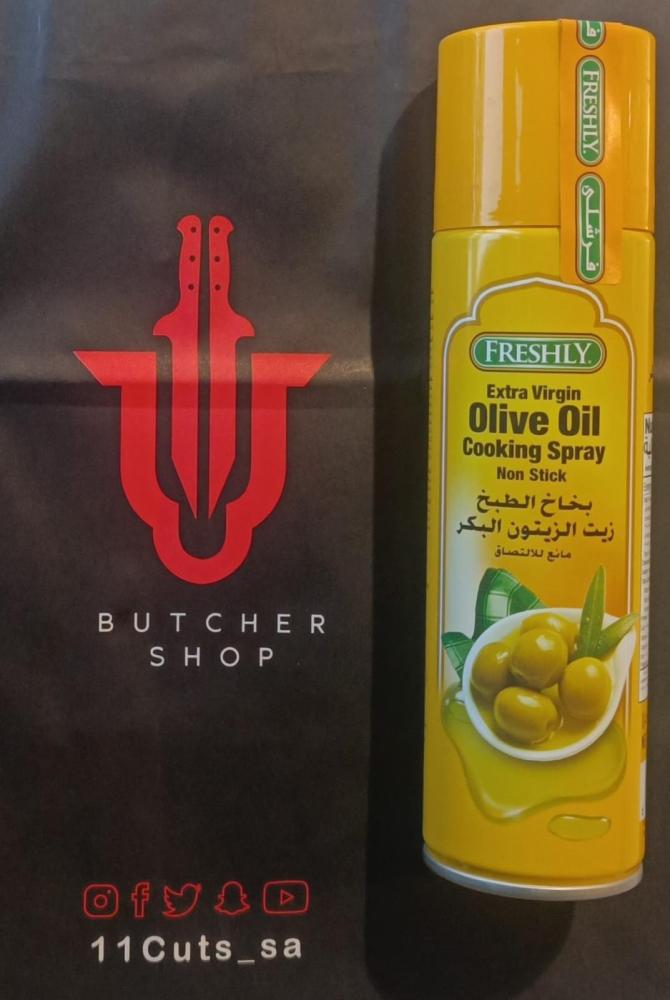 BUTCHER
SHOP
11Cuts_sa
FRESHLY
فرشلي
FRESHLY
Extra Virgin
Olive Oil
Cooking Spray
Non Stick
بخاخ الطبخ
زيت الزيتون البكر
مانع للالتصاق